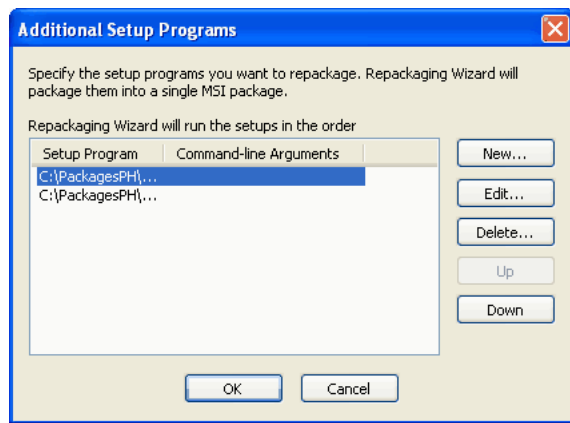 Additional Setup Programs
Specify the setup programs you want to repackage. Repackaging Wizard will
package them into a single MSI package.
Repackaging Wizard will run the setups in the order
Setup Program Command-line Arguments
C:\PackagesPH\...
C:\PackagesPH\...
New...
Edit...
Delete...
Up
Down
OK Cancel